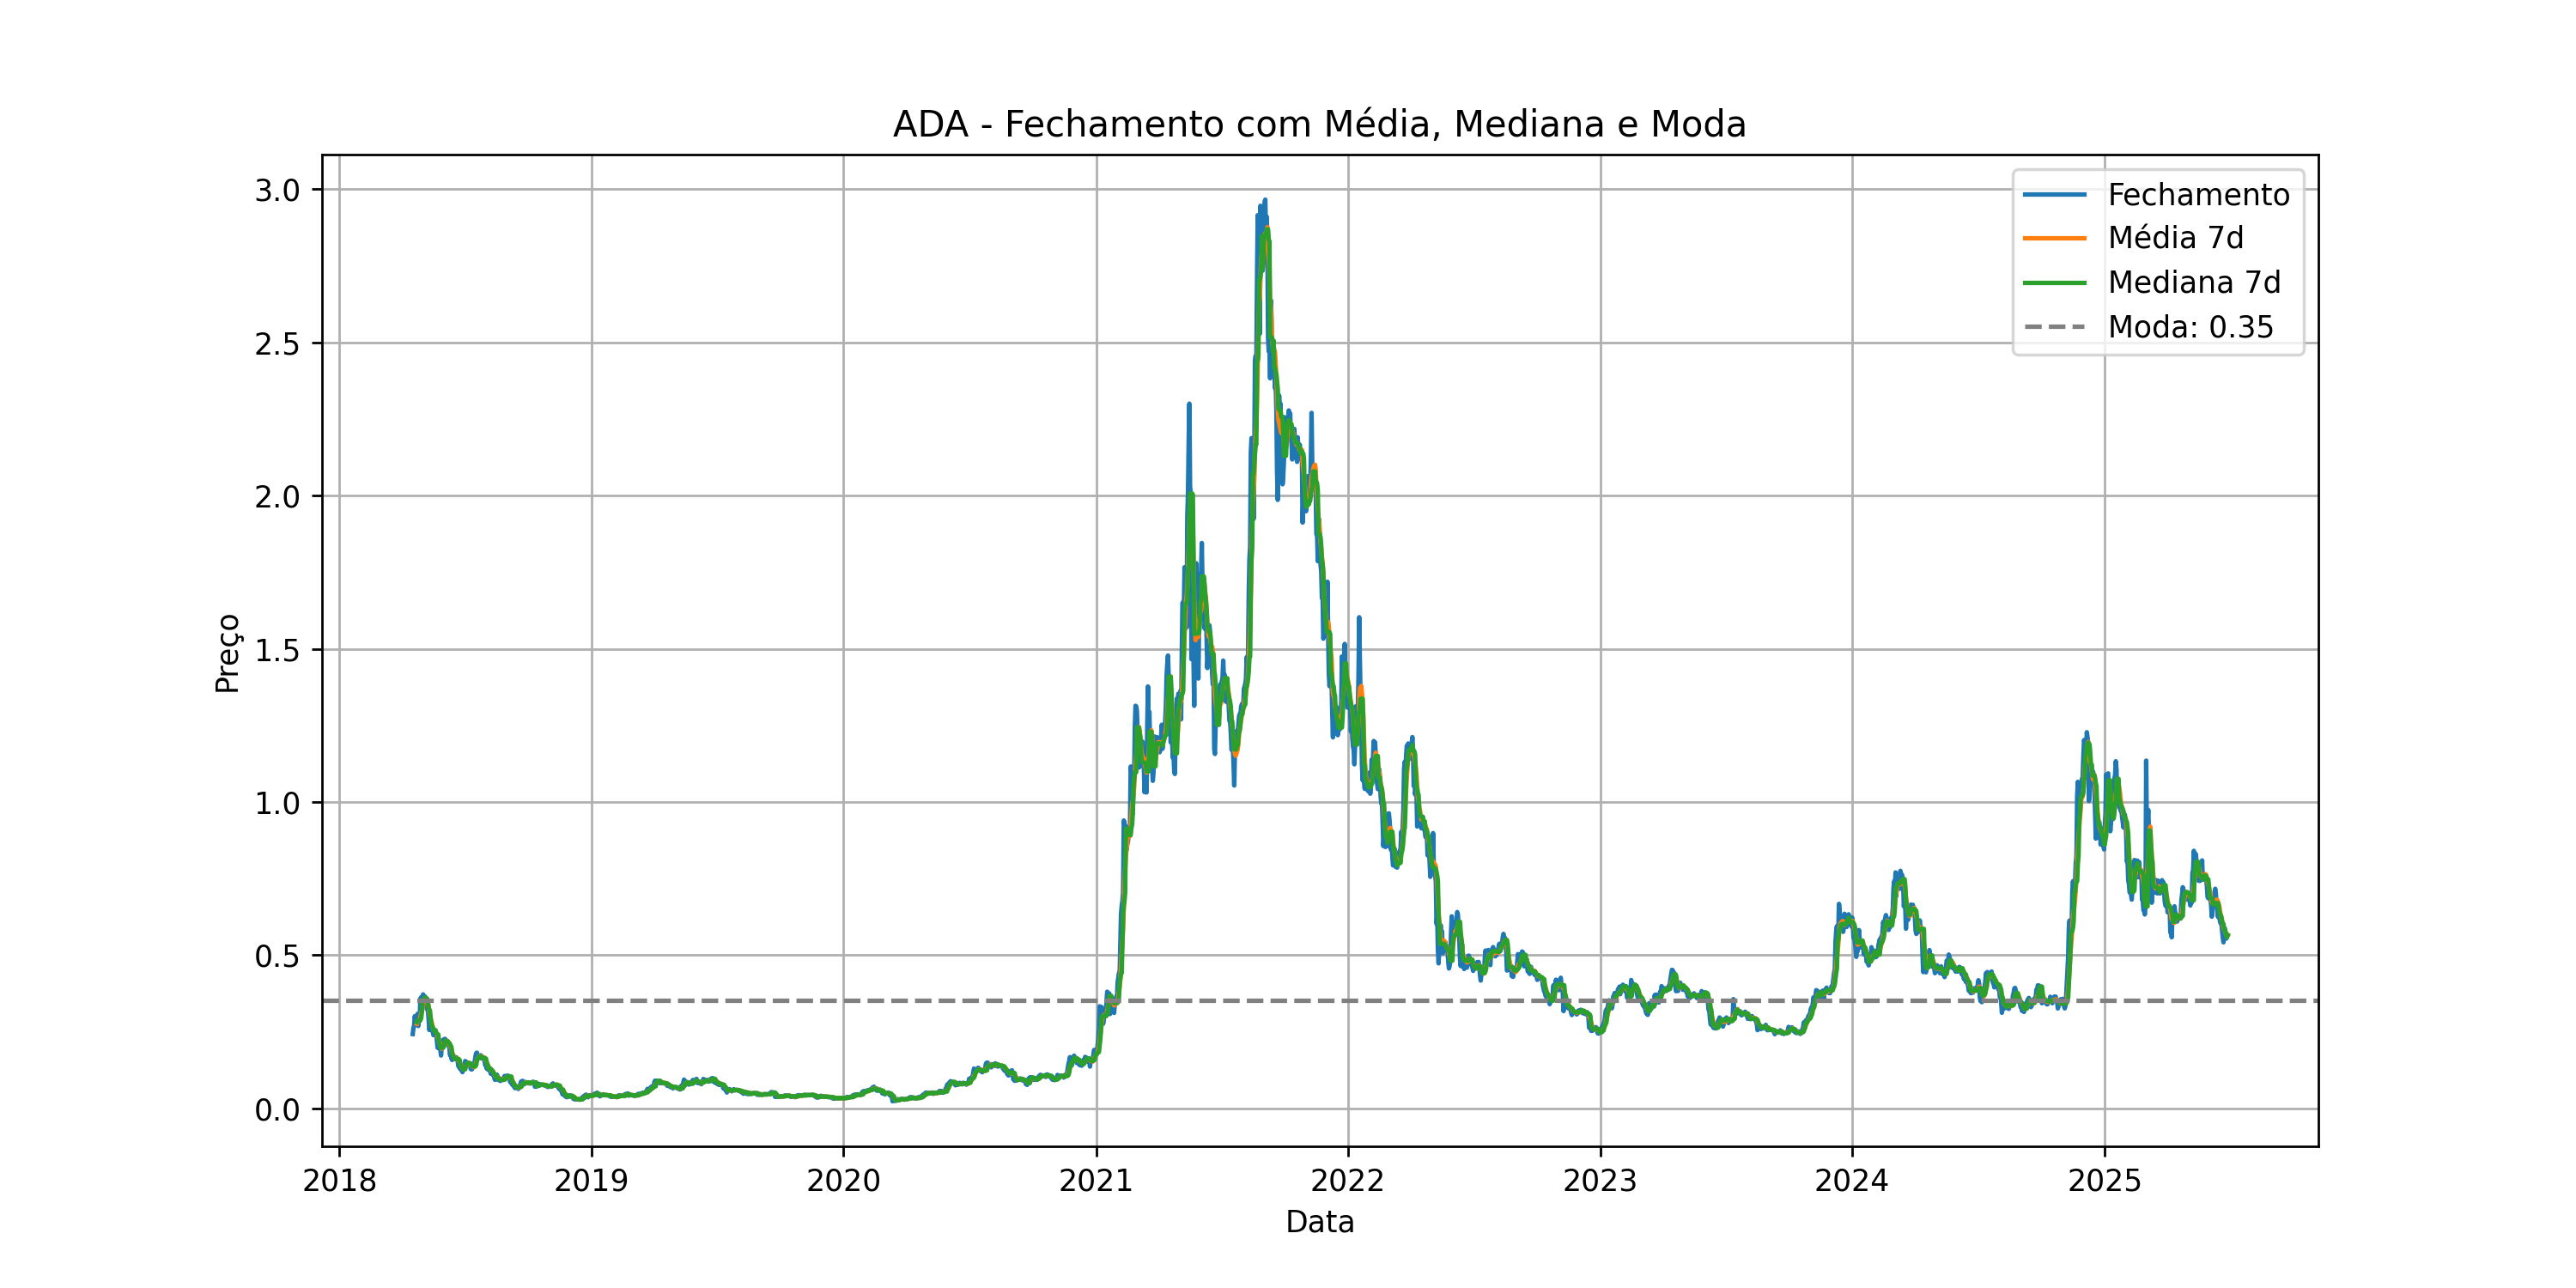 ADA - Fechamento com Média, Mediana e Moda
Fechamento
Média 7d
Mediana 7d
Moda: 0.35
Preço
3.0
2.5
2.0
1.5
1.0
0.5
0.0
2018 2019 2020 2021 2022 2023 2024 2025
Data